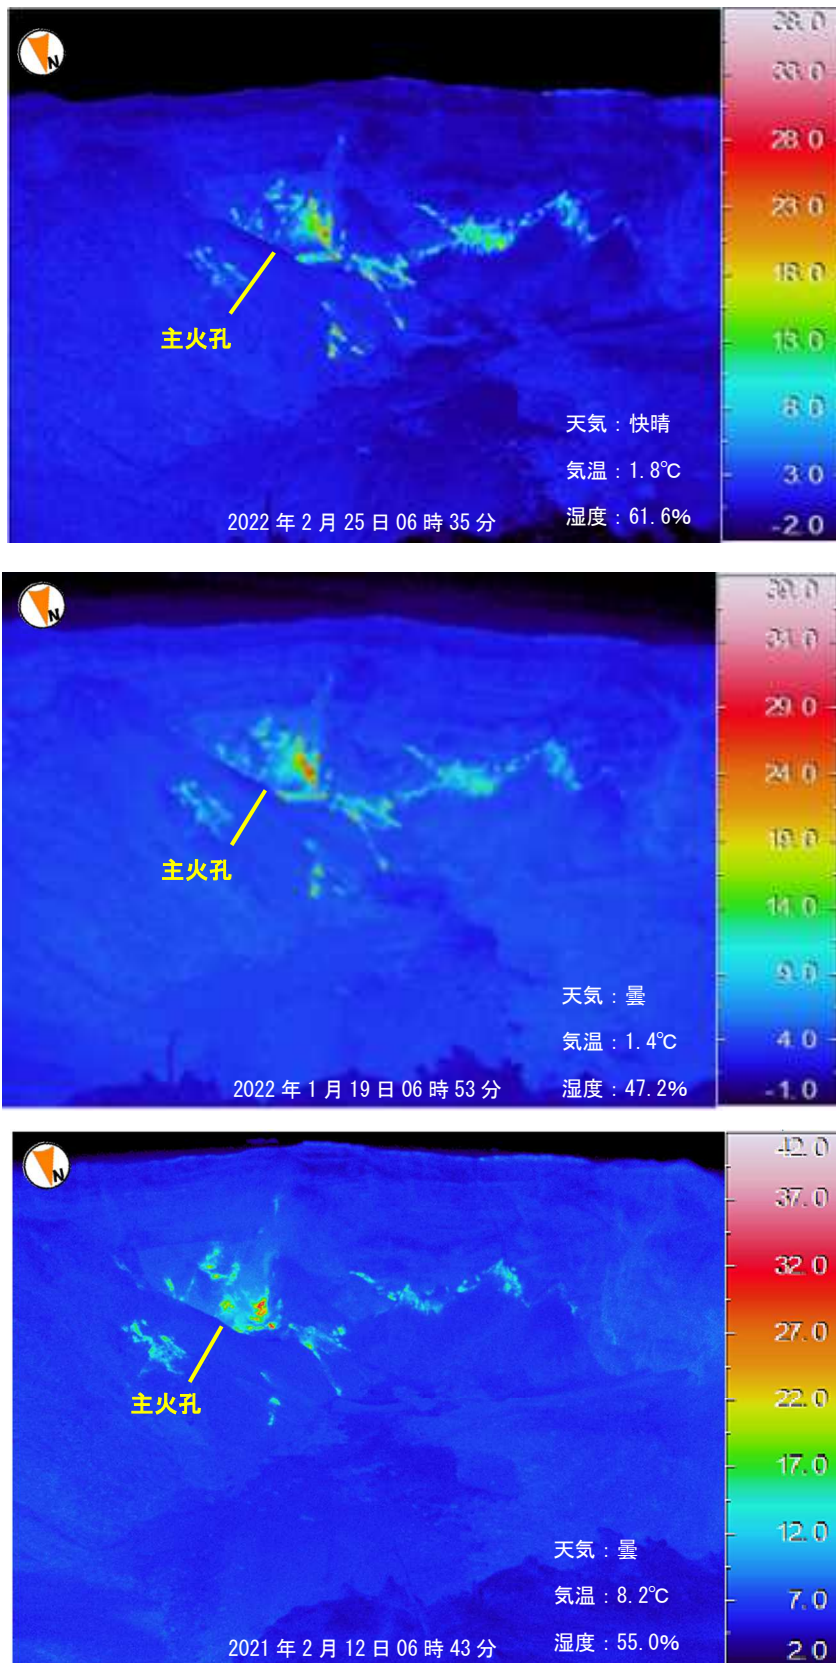 N
38.0
33.0
28.0
23.0
18.0
13.0
8.0
3.0
-2.0
主火孔
天気：快晴
気温：1.8℃
湿度：61.6%
2022年2月25日06時35分
N
39.0
34.0
29.0
24.0
19.0
14.0
9.0
4.0
-1.0
主火孔
天気：曇
気温：1.4℃
湿度：47.2%
2022年1月19日06時53分
N
42.0
37.0
32.0
27.0
22.0
17.0
12.0
7.0
2.0
主火孔
天気：曇
気温：8.2℃
湿度：55.0%
2021年2月12日06時43分